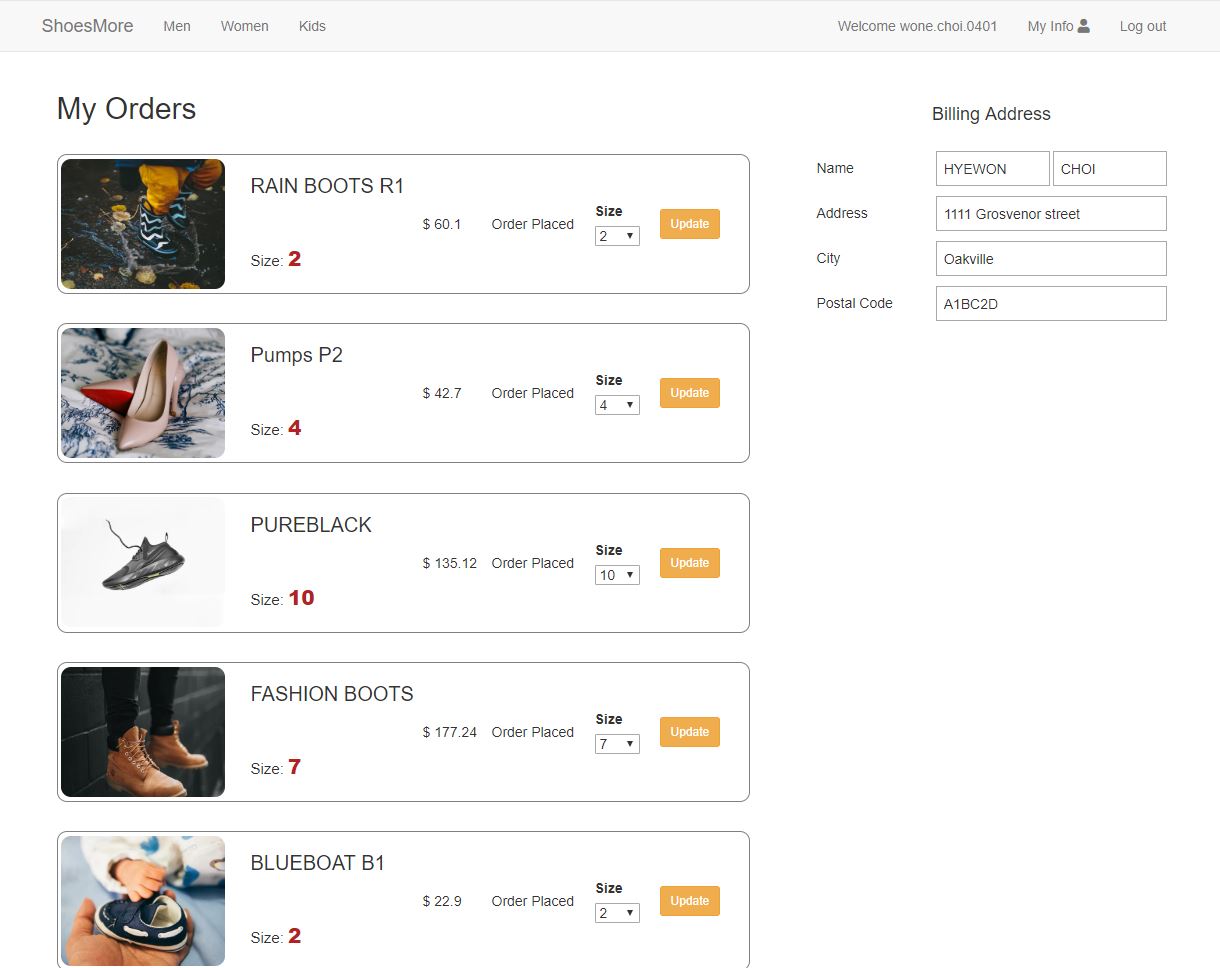 ShoesMore Men Women Kids Welcome wone.choi.0401 My Info Log out
My Orders
RAIN BOOTS R1
$ 60.1 Order Placed Size 2 Update
Size: 2
Pumps P2
$ 42.7 Order Placed Size 4 Update
Size: 4
PUREBLACK
$ 135.12 Order Placed Size 10 Update
Size: 10
FASHION BOOTS
$ 177.24 Order Placed Size 7 Update
Size: 7
BLUEBOAT B1
$ 22.9 Order Placed Size 2 Update
Size: 2
Billing Address
Name HYEWON CHOI
Address 1111 Grosvenor street
City Oakville
Postal Code A1BC2D